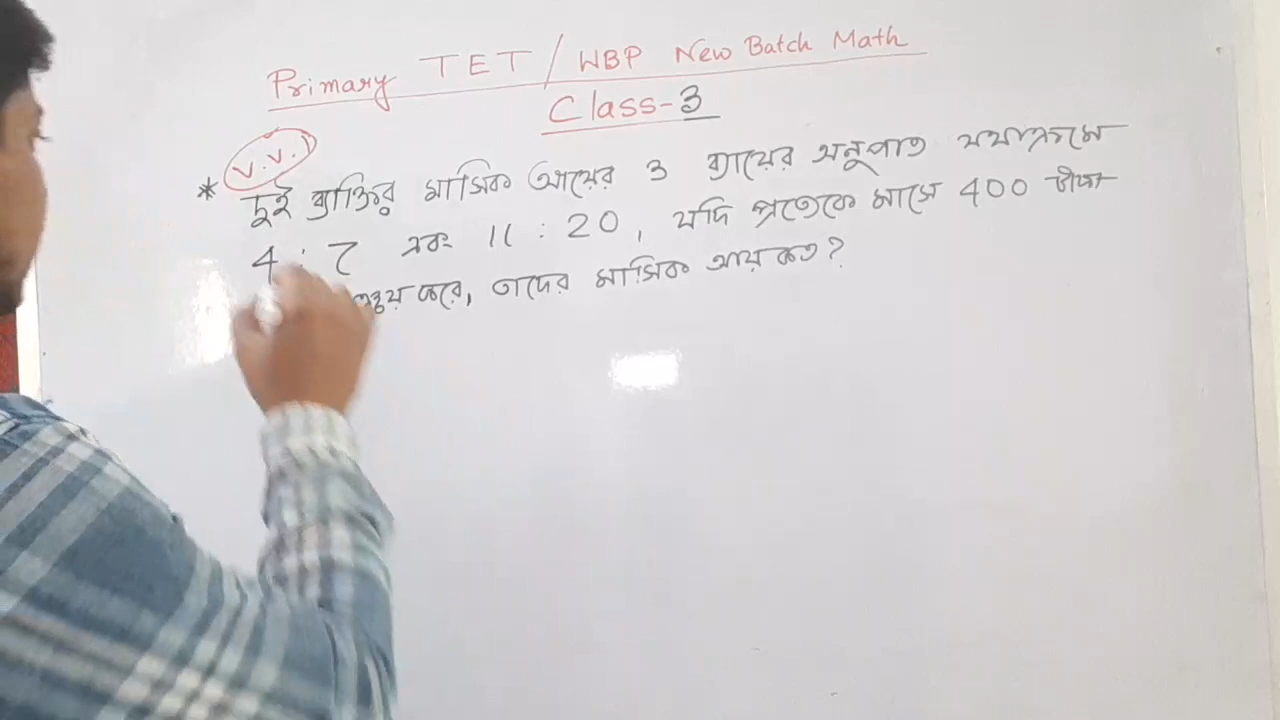 Primary TET / WBP New Batch Math
Class-3
V.V.I
* দুই ব্যক্তির মাসিক আয়ের ও ব্যায়ের অনুপাত যথাক্রমে
4 : 7 এবং 11 : 20, যদি প্রত্যেকে মাসে 400 টাকা
সঞ্চয় করে, তাদের মাসিক আয় কত?